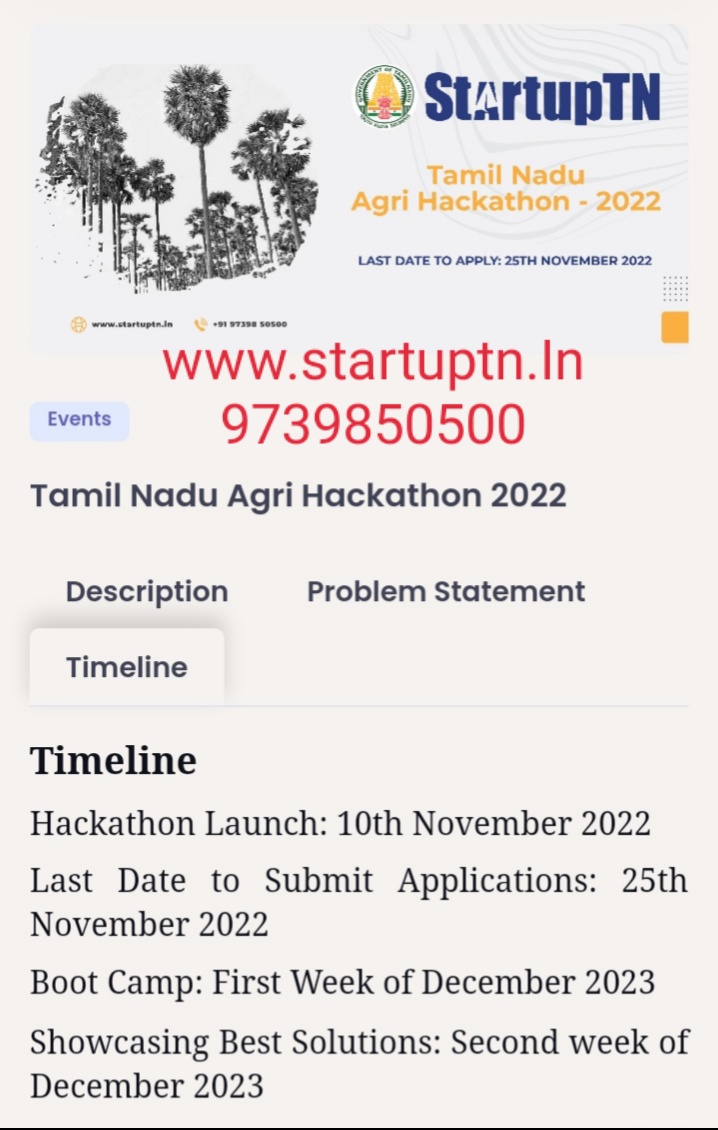 StartupTN
Tamil Nadu
Agri Hackathon - 2022
LAST DATE TO APPLY: 25TH NOVEMBER 2022
www.startuptn.in +91 97398 50500
www.startuptn.In
9739850500
Events
Tamil Nadu Agri Hackathon 2022
Description Problem Statement
Timeline
Timeline
Hackathon Launch: 10th November 2022
Last Date to Submit Applications: 25th
November 2022
Boot Camp: First Week of December 2023
Showcasing Best Solutions: Second week of
December 2023